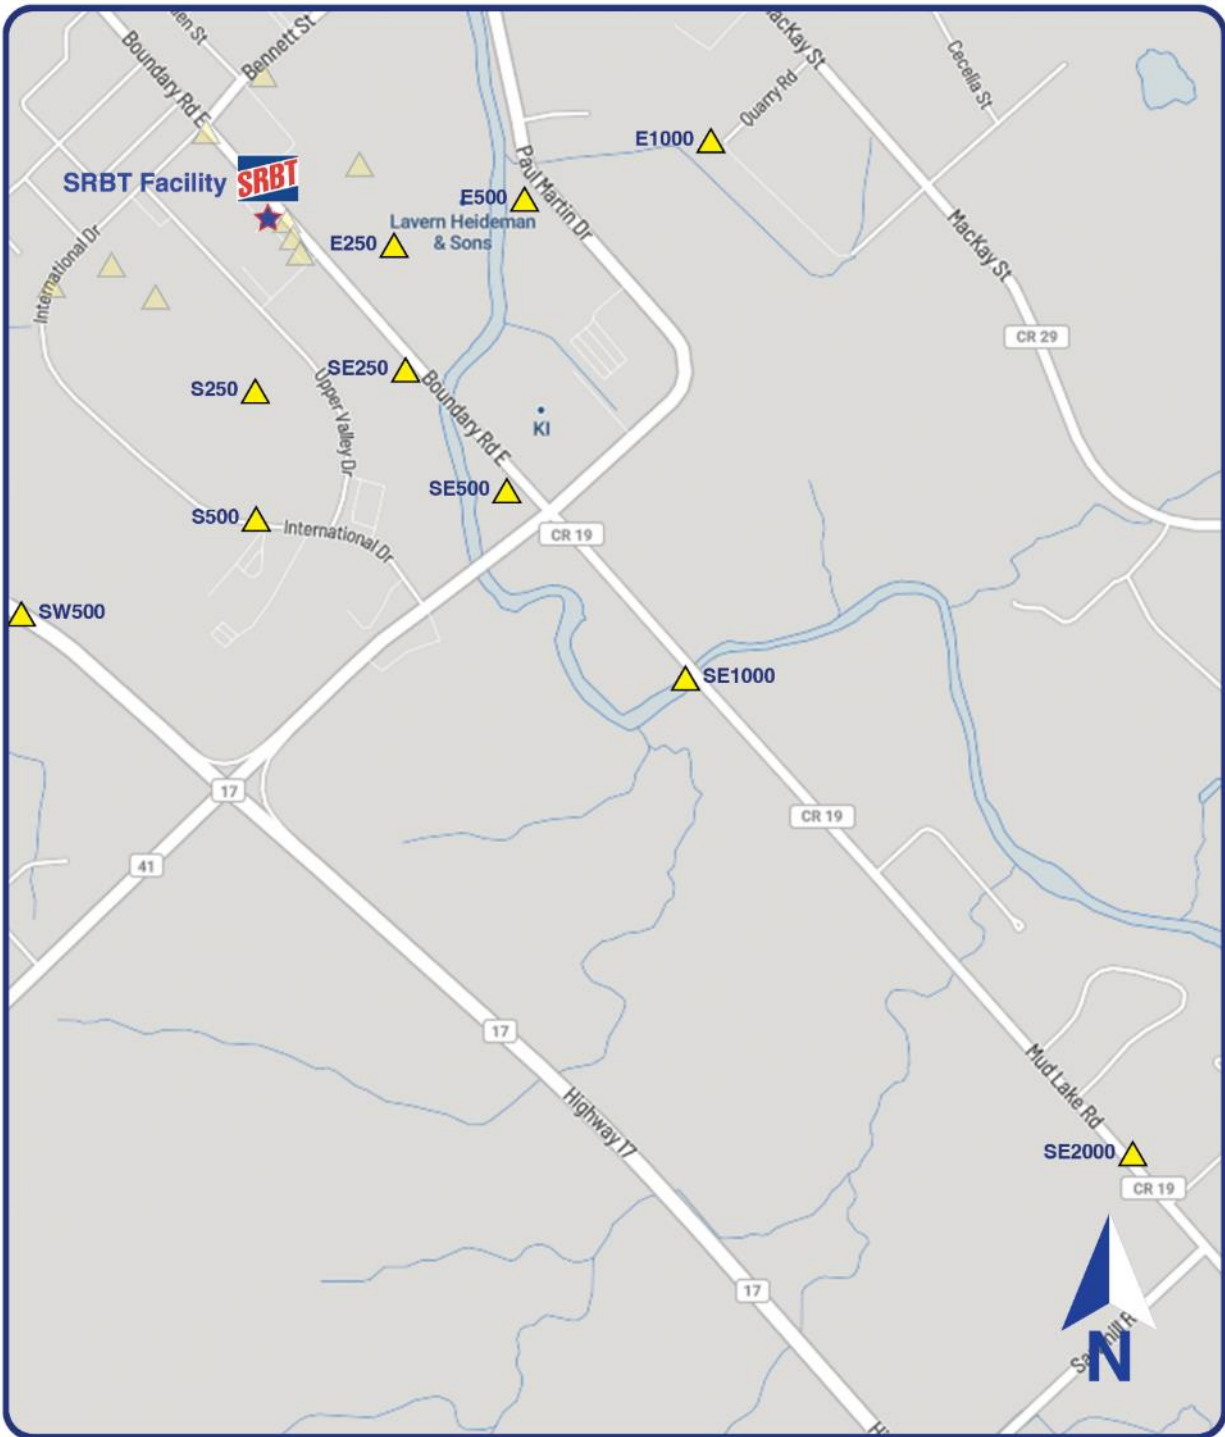 Boundary Rd E
Bennett St
MacKay St
Cecelia St
Quarry Rd
E1000
SRBT Facility
SRBT
Paul Martin Dr
E500
Lavern Heideman
& Sons
E250
International Dr
MacKay St
CR 29
SE250
S250
Upper Valley Dr
Boundary Rd E
KI
SE500
S500
International Dr
CR 19
SW500
SE1000
17
CR 19
41
17
Mud Lake Rd
Highway 17
SE2000
CR 19
17
N